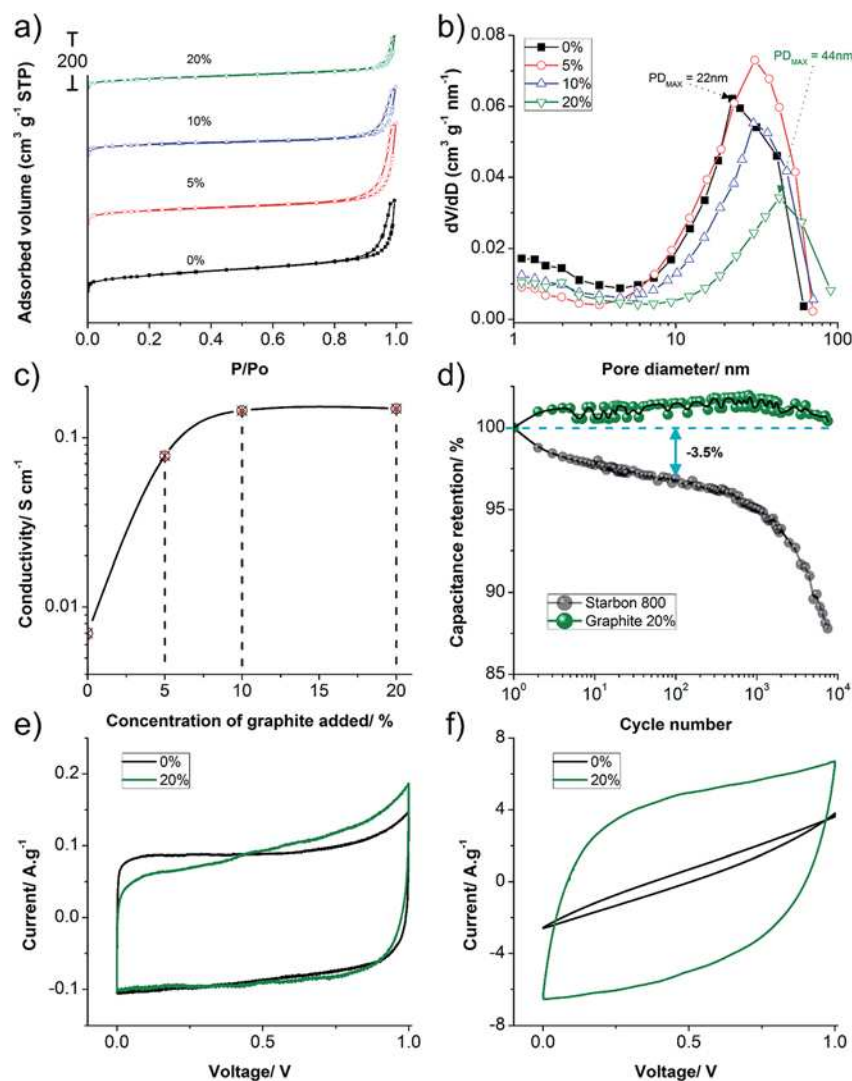 a)
200
20%
10%
5%
0%
Adsorbed volume (cm³ g⁻¹ STP)
0.0 0.2 0.4 0.6 0.8 1.0
P/Po
b)
0%
5%
10%
20%
PD_MAX = 22nm
PD_MAX = 44nm
0.08
0.06
0.04
0.02
0.00
dV/dD (cm³ g⁻¹ nm⁻¹)
1 10 100
Pore diameter/ nm
c)
0.1
0.01
Conductivity/ S cm⁻¹
0 5 10 15 20
Concentration of graphite added/ %
d)
100
95
90
85
Capacitance retention/ %
-3.5%
Starbon 800
Graphite 20%
10⁰ 10¹ 10² 10³ 10⁴
Cycle number
e)
0%
20%
0.2
0.1
0.0
-0.1
Current/ A.g⁻¹
0.0 0.5 1.0
Voltage/ V
f)
0%
20%
8
4
0
-4
-8
Current/ A.g⁻¹
0.0 0.5 1.0
Voltage/ V